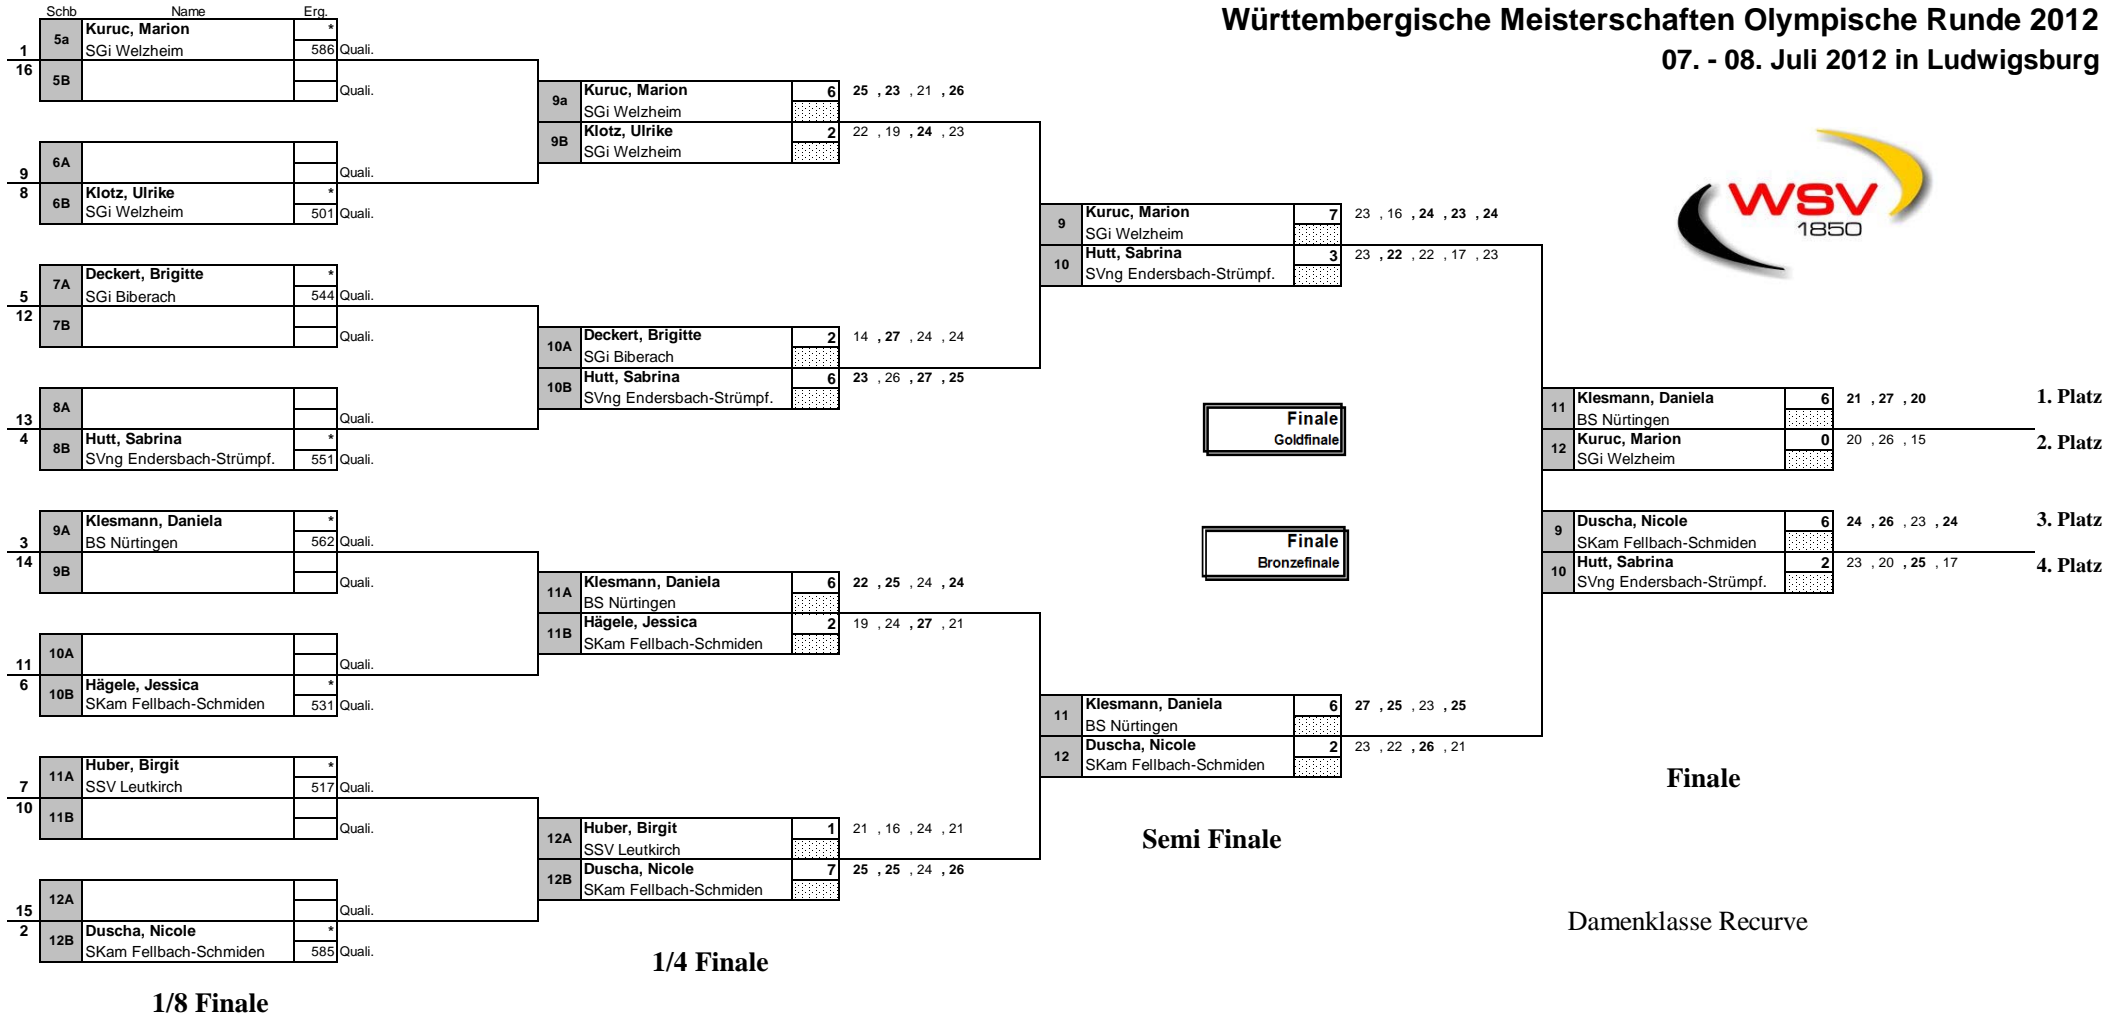 Württembergische Meisterschaften Olympische Runde 2012
07. - 08. Juli 2012 in Ludwigsburg
WSV
1850
Schb Name Erg.
5a Kuruc, Marion *
1 SGi Welzheim 586 Quali.
16 5B
Quali.
6A
9 Quali.
8 6B Klotz, Ulrike *
SGi Welzheim 501 Quali.
7A Deckert, Brigitte *
5 SGi Biberach 544 Quali.
12 7B
Quali.
8A
13 Quali.
4 8B Hutt, Sabrina *
SVng Endersbach-Strümpf. 551 Quali.
9A Klesmann, Daniela *
3 BS Nürtingen 562 Quali.
14 9B
Quali.
10A
11 Quali.
6 10B Hägele, Jessica *
SKam Fellbach-Schmiden 531 Quali.
11A Huber, Birgit *
7 SSV Leutkirch 517 Quali.
10 11B
Quali.
12A
15 Quali.
2 12B Duscha, Nicole *
SKam Fellbach-Schmiden 585 Quali.
1/8 Finale
9a Kuruc, Marion 6 25 , 23 , 21 , 26
SGi Welzheim
9B Klotz, Ulrike 2 22 , 19 , 24 , 23
SGi Welzheim
10A Deckert, Brigitte 2 14 , 27 , 24 , 24
SGi Biberach
10B Hutt, Sabrina 6 23 , 26 , 27 , 25
SVng Endersbach-Strümpf.
11A Klesmann, Daniela 6 22 , 25 , 24 , 24
BS Nürtingen
11B Hägele, Jessica 2 19 , 24 , 27 , 21
SKam Fellbach-Schmiden
12A Huber, Birgit 1 21 , 16 , 24 , 21
SSV Leutkirch
12B Duscha, Nicole 7 25 , 25 , 24 , 26
SKam Fellbach-Schmiden
1/4 Finale
9 Kuruc, Marion 7 23 , 16 , 24 , 23 , 24
SGi Welzheim
10 Hutt, Sabrina 3 23 , 22 , 22 , 17 , 23
SVng Endersbach-Strümpf.
11 Klesmann, Daniela 6 27 , 25 , 23 , 25
BS Nürtingen
12 Duscha, Nicole 2 23 , 22 , 26 , 21
SKam Fellbach-Schmiden
Semi Finale
Finale
Goldfinale
11 Klesmann, Daniela 6 21 , 27 , 20 1. Platz
BS Nürtingen
12 Kuruc, Marion 0 20 , 26 , 15 2. Platz
SGi Welzheim
Finale
Bronzefinale
9 Duscha, Nicole 6 24 , 26 , 23 , 24 3. Platz
SKam Fellbach-Schmiden
10 Hutt, Sabrina 2 23 , 20 , 25 , 17 4. Platz
SVng Endersbach-Strümpf.
Finale
Damenklasse Recurve